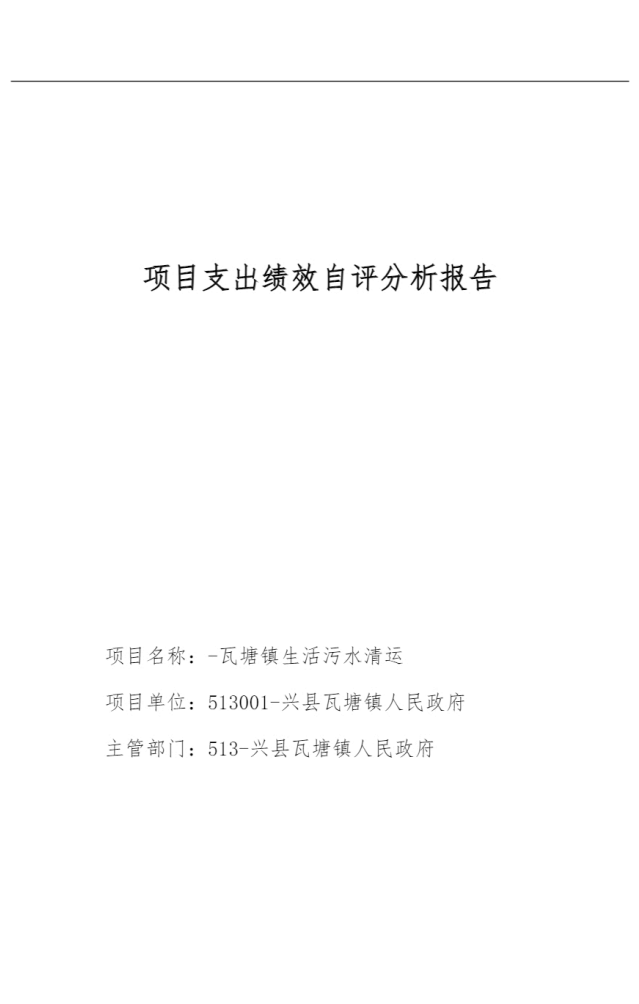 项目支出绩效自评分析报告
项目名称：-瓦塘镇生活污水清运
项目单位：513001-兴县瓦塘镇人民政府
主管部门：513-兴县瓦塘镇人民政府